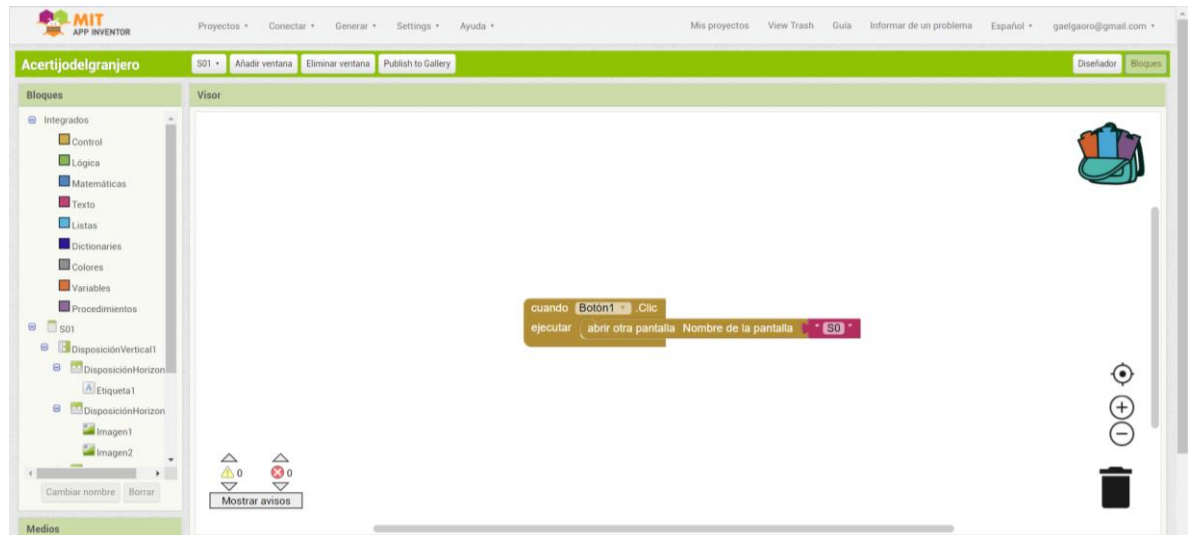 MIT
APP INVENTOR
Proyectos Conectar Generar Settings Ayuda Mis proyectos View Trash Guía Informar de un problema Español gaelgaoro@gmail.com
Acertijodelgranjero S01 Añadir ventana Eliminar ventana Publish to Gallery Diseñador Bloques
Bloques Visor
Integrados
Control
Lógica
Matemáticas
Texto
Listas
Dictionaries
Colores
Variables
Procedimientos
S01
DisposiciónVertical1
DisposiciónHorizon
Etiqueta1
DisposiciónHorizon
Imagen1
Imagen2
Cambiar nombre Borrar
Medios
cuando Botón1 .Clic
ejecutar abrir otra pantalla Nombre de la pantalla " S0 "
0 0
Mostrar avisos